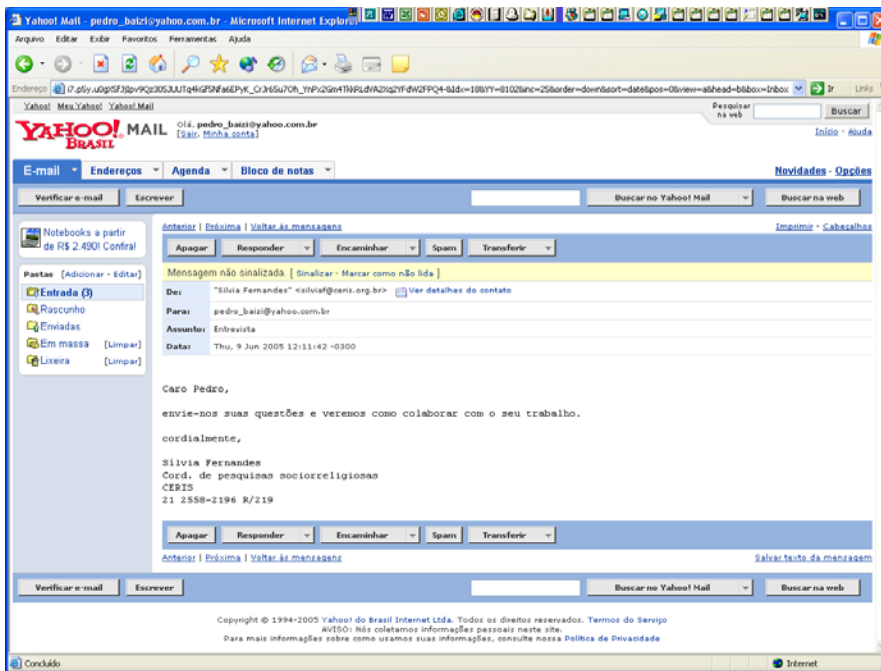 Yahoo! Mail - pedro_baizi@yahoo.com.br - Microsoft Internet Explorer
Arquivo Editar Exibir Favoritos Ferramentas Ajuda
Endereço Ir Links
Yahoo! Meu Yahoo! Yahoo! Mail
Pesquisar na web Buscar
YAHOO! MAIL
BRASIL
Olá, pedro_baizi@yahoo.com.br
[Sair, Minha conta]
Início - Ajuda
E-mail Endereços Agenda Bloco de notas
Novidades - Opções
Verificar e-mail Escrever Buscar no Yahoo! Mail Buscar na web
Notebooks a partir
de R$ 2.490! Confira!
Pastas [Adicionar - Editar]
Entrada (3)
Rascunho
Enviadas
Em massa [Limpar]
Lixeira [Limpar]
Anterior | Próxima | Voltar às mensagens
Imprimir - Cabeçalhos
Apagar Responder Encaminhar Spam Transferir
Mensagem não sinalizada. [ Sinalizar - Marcar como não lida ]
De: "Silvia Fernandes" <silviaf@ceris.org.br> Ver detalhes do contato
Para: pedro_baizi@yahoo.com.br
Assunto: Entrevista
Data: Thu, 9 Jun 2005 12:11:42 -0300
Caro Pedro,
envie-nos suas questões e veremos como colaborar com o seu trabalho.
cordialmente,
Sílvia Fernandes
Cord. de pesquisas sociorreligiosas
CERIS
21 2558-2196 R/219
Apagar Responder Encaminhar Spam Transferir
Anterior | Próxima | Voltar às mensagens
Salvar texto da mensagem
Verificar e-mail Escrever Buscar no Yahoo! Mail Buscar na web
Copyright © 1994-2005 Yahoo! do Brasil Internet Ltda. Todos os direitos reservados. Termos do Serviço
AVISO: Nós coletamos informações pessoais neste site.
Para mais informações sobre como usamos suas informações, consulte nossa Política de Privacidade
Concluído Internet